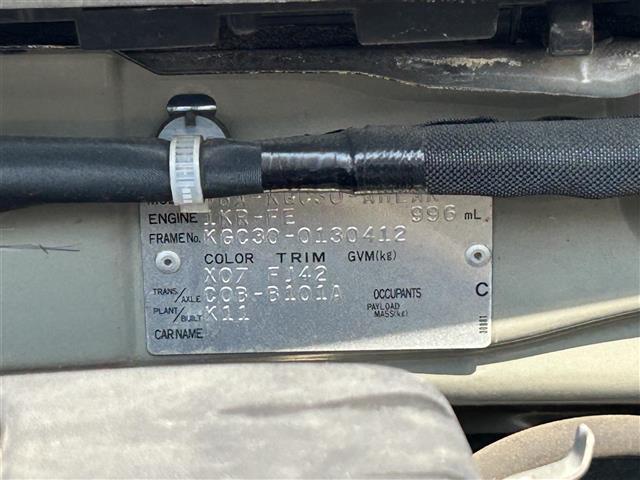 ENGINE 1KR-FE 996 mL
FRAME No. KGC30-0130412
COLOR TRIM GVM(kg)
X07 FJ42
TRANS./AXLE C0B-B101A OCCUPANTS C
PLANT/BUILT K11 PAYLOAD MASS(kg)
CAR NAME